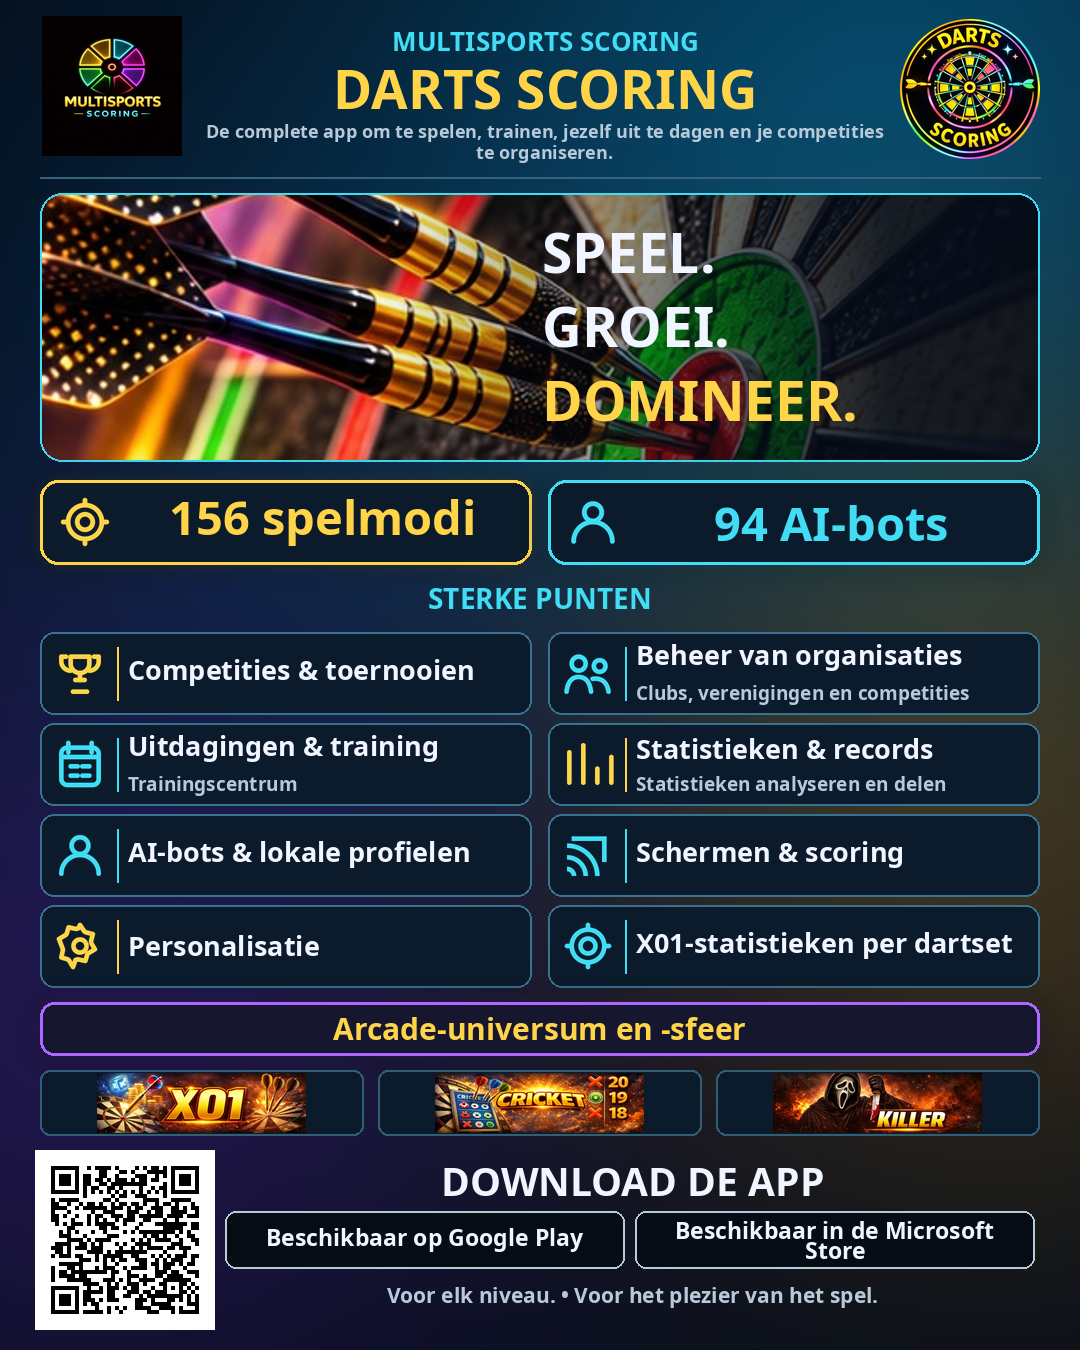 MULTISPORTS
SCORING
MULTISPORTS SCORING
DARTS SCORING
De complete app om te spelen, trainen, jezelf uit te dagen en je competities
te organiseren.
DARTS
SCORING
SPEEL.
GROEI.
DOMINEER.
156 spelmodi
94 AI-bots
STERKE PUNTEN
Competities & toernooien
Beheer van organisaties
Clubs, verenigingen en competities
Uitdagingen & training
Trainingscentrum
Statistieken & records
Statistieken analyseren en delen
AI-bots & lokale profielen
Schermen & scoring
Personalisatie
X01-statistieken per dartset
Arcade-universum en -sfeer
X01
CRICKET
CRICKET
20
19
18
KILLER
DOWNLOAD DE APP
Beschikbaar op Google Play
Beschikbaar in de Microsoft
Store
Voor elk niveau. • Voor het plezier van het spel.